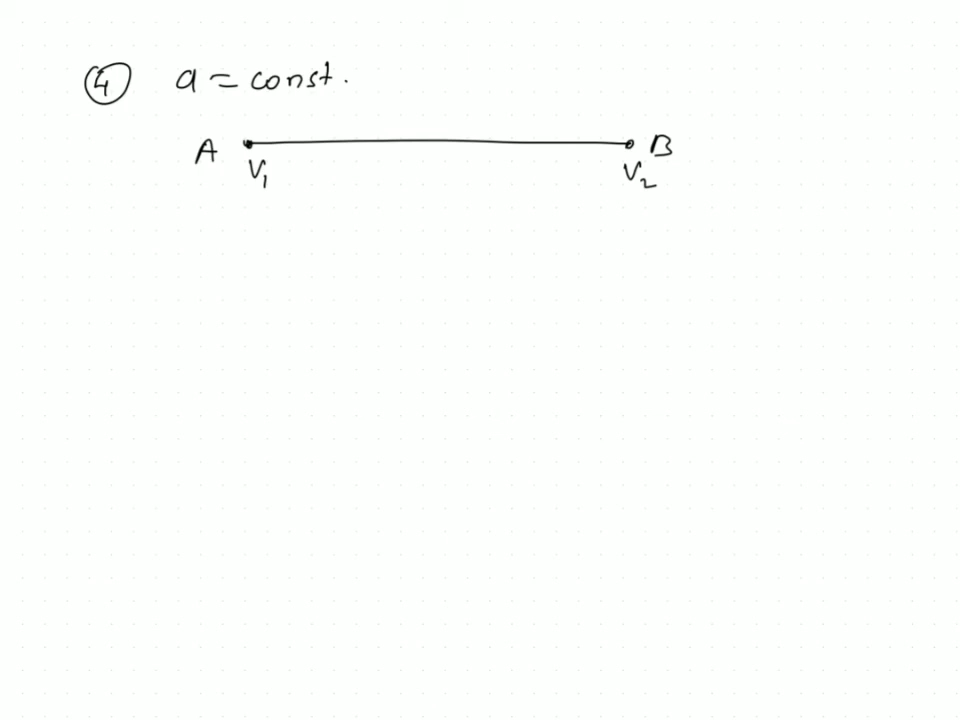 ④ a = const.
A B
V₁ V₂